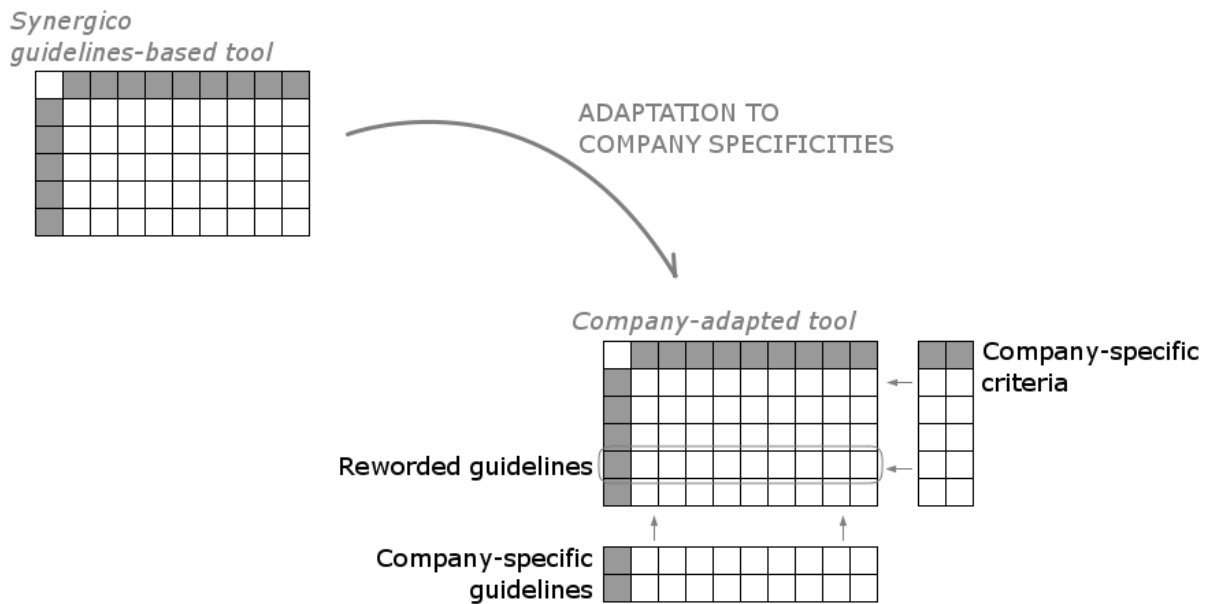 Synergico
guidelines-based tool
ADAPTATION TO
COMPANY SPECIFICITIES
Company-adapted tool
Company-specific
criteria
Reworded guidelines
Company-specific
guidelines